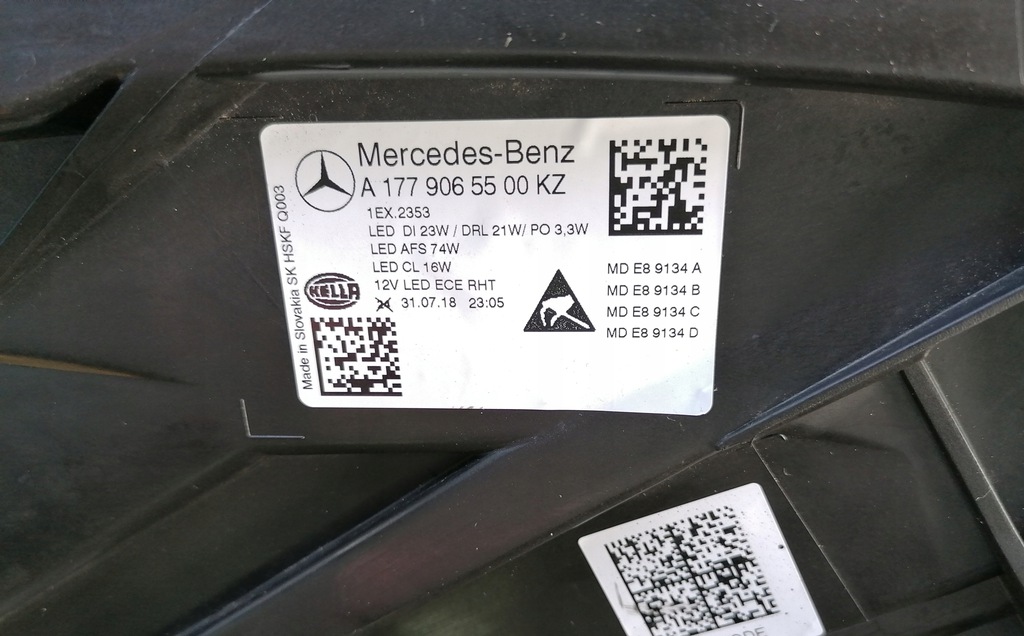 Mercedes-Benz
A 177 906 55 00 KZ
1EX.2353
LED DI 23W / DRL 21W/ PO 3,3W
LED AFS 74W
LED CL 16W
12V LED ECE RHT
31.07.18 23:05
HELLA
Made in Slovakia SK HSKF Q003
MD E8 9134 A
MD E8 9134 B
MD E8 9134 C
MD E8 9134 D